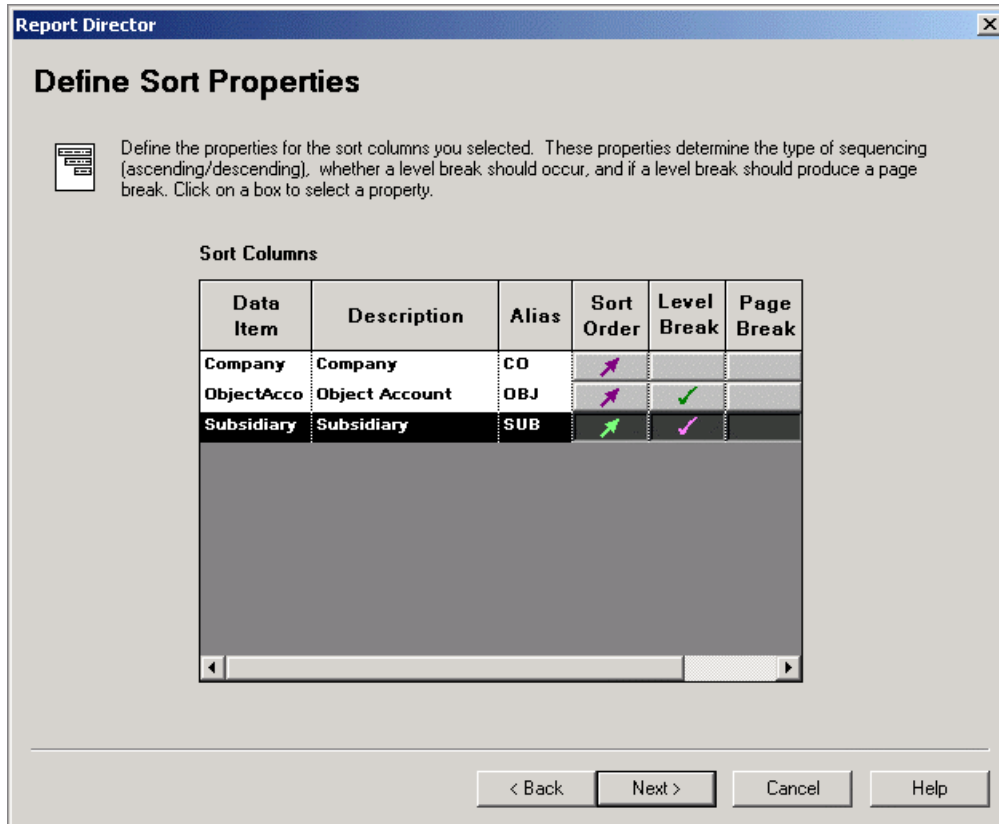 Report Director
Define Sort Properties
Define the properties for the sort columns you selected.  These properties determine the type of sequencing
(ascending/descending),  whether a level break should occur, and if a level break should produce a page
break. Click on a box to select a property.
Sort Columns
Data Item Description Alias Sort Order Level Break Page Break
Company Company CO
ObjectAcco Object Account OBJ
Subsidiary Subsidiary SUB
< Back Next > Cancel Help